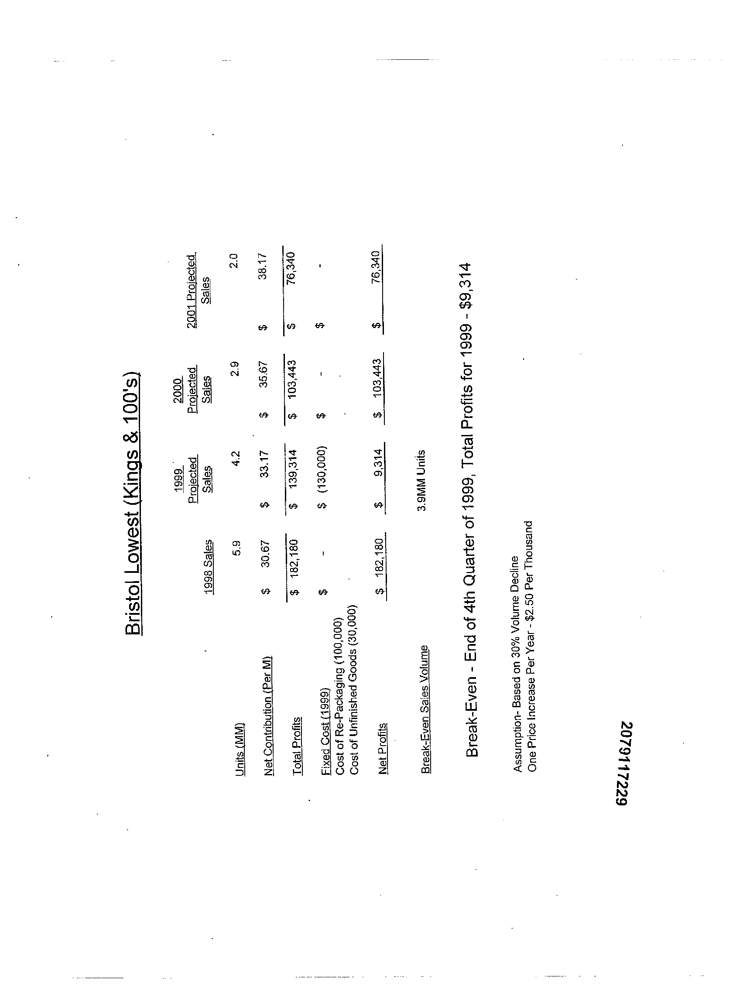 Bristol Lowest (Kings & 100's)
1999 2000
Projected Projected 2001 Projected
1998 Sales Sales Sales Sales
Units (MM) 5.9 4.2 2.9 2.0
Net Contribution (Per M) $ 30.67 $ 33.17 $ 35.67 $ 38.17
Total Profits $ 182,180 $ 139,314 $ 103,443 $ 76,340
Fixed Cost (1999) $ - $ (130,000) $ - $ -
Cost of Re-Packaging (100,000)
Cost of Unfinished Goods (30,000)
Net Profits $ 182,180 $ 9,314 $ 103,443 $ 76,340
Break-Even Sales Volume 3.9MM Units
Break-Even - End of 4th Quarter of 1999, Total Profits for 1999 - $9,314
Assumption- Based on 30% Volume Decline
One Price Increase Per Year - $2.50 Per Thousand
2079117229